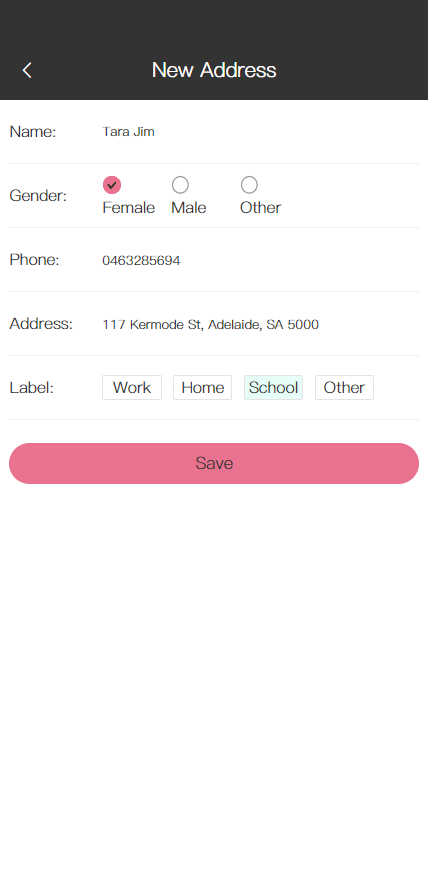 New Address
Name: Tara Jim
Gender: Female Male Other
Phone: 0463285694
Address: 117 Kermode St, Adelaide, SA 5000
Label: Work Home School Other
Save